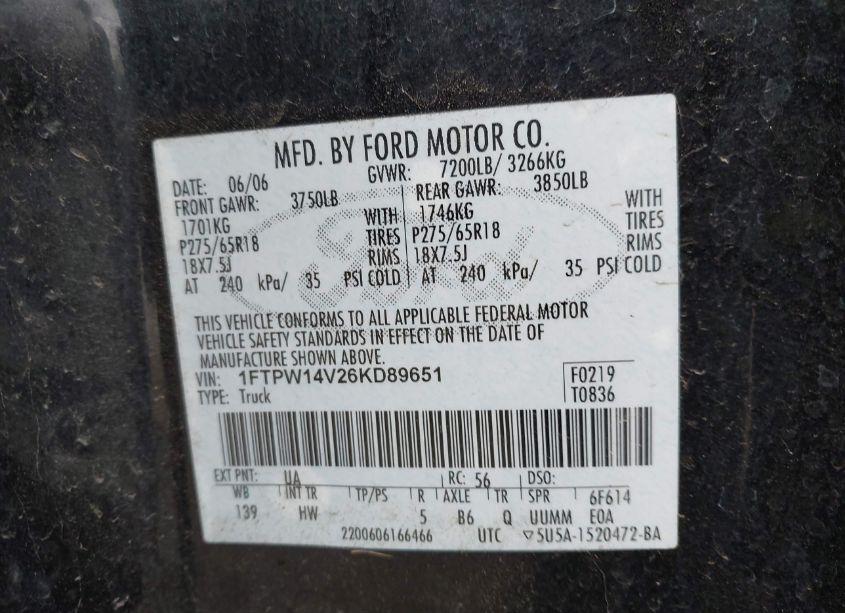 MFD. BY FORD MOTOR CO.
DATE: 06/06 GVWR: 7200LB/ 3266KG
FRONT GAWR: 3750LB REAR GAWR: 3850LB
1701KG WITH 1746KG WITH
P275/65R18 TIRES P275/65R18 TIRES
18X7.5J RIMS 18X7.5J RIMS
AT 240 kPa/ 35 PSI COLD AT 240 kPa/ 35 PSI COLD
Ford
THIS VEHICLE CONFORMS TO ALL APPLICABLE FEDERAL MOTOR
VEHICLE SAFETY STANDARDS IN EFFECT ON THE DATE OF
MANUFACTURE SHOWN ABOVE.
VIN: 1FTPW14V26KD89651 F0219
TYPE: Truck T0836
EXT PNT: UA RC: 56 DSO:
WB INT TR TP/PS R AXLE TR SPR 6F614
139 HW 5 B6 Q UUMM E0A
2200606166466 UTC ▽5U5A-1520472-BA